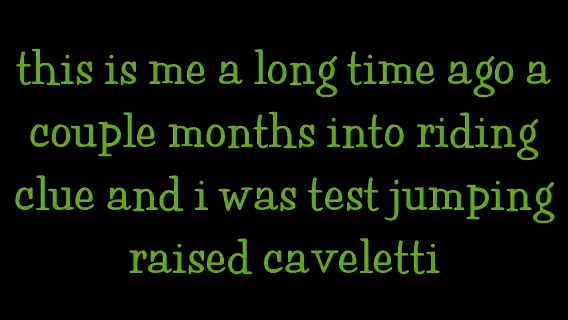 this is me a long time ago a
couple months into riding
clue and i was test jumping
raised caveletti